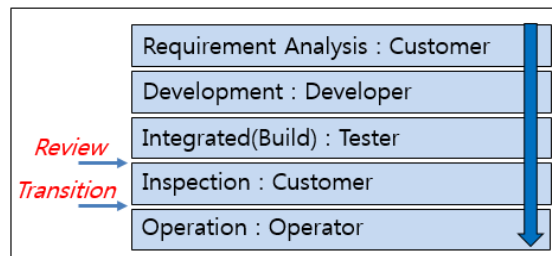 Requirement Analysis : Customer
Development : Developer
Integrated(Build) : Tester
Review
Inspection : Customer
Transition
Operation : Operator